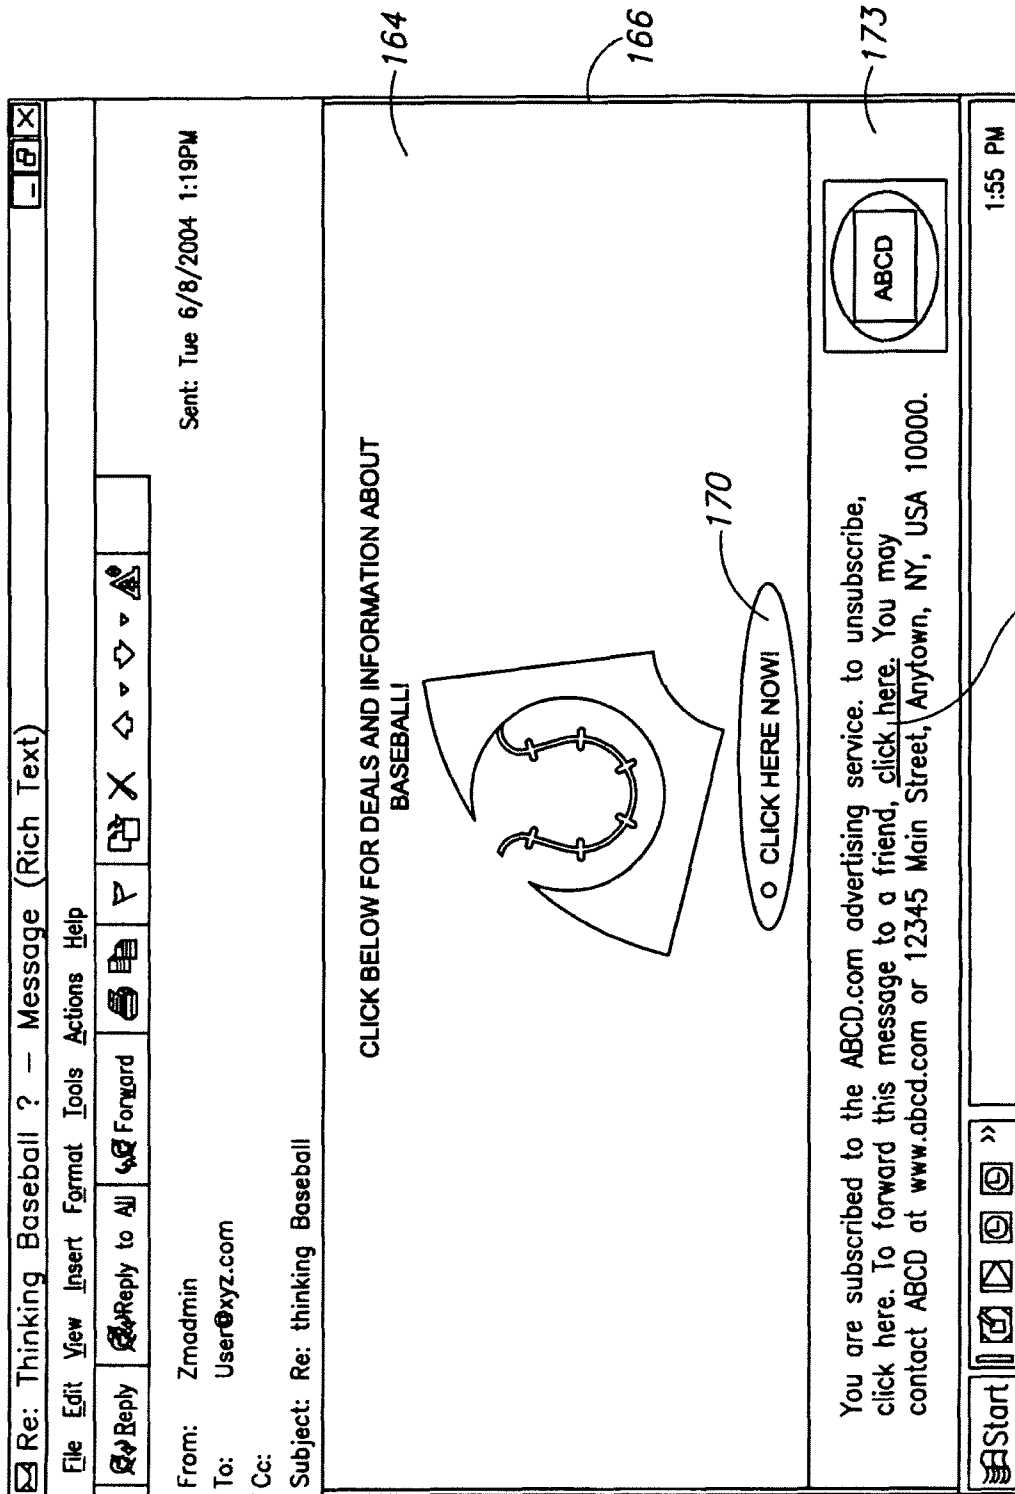 Re: Thinking Baseball ? – Message (Rich Text)
File Edit View Insert Format Tools Actions Help
Reply Reply to All Forward
From: Zmadmin
Sent: Tue 6/8/2004 1:19PM
To: User@xyz.com
Cc:
Subject: Re: thinking Baseball
164
CLICK BELOW FOR DEALS AND INFORMATION ABOUT
BASEBALL!
166
170
CLICK HERE NOW!
173
You are subscribed to the ABCD.com advertising service. to unsubscribe,
click here. To forward this message to a friend, click here. You may
contact ABCD at www.abcd.com or 12345 Main Street, Anytown, NY, USA 10000.
ABCD
Start » 1:55 PM